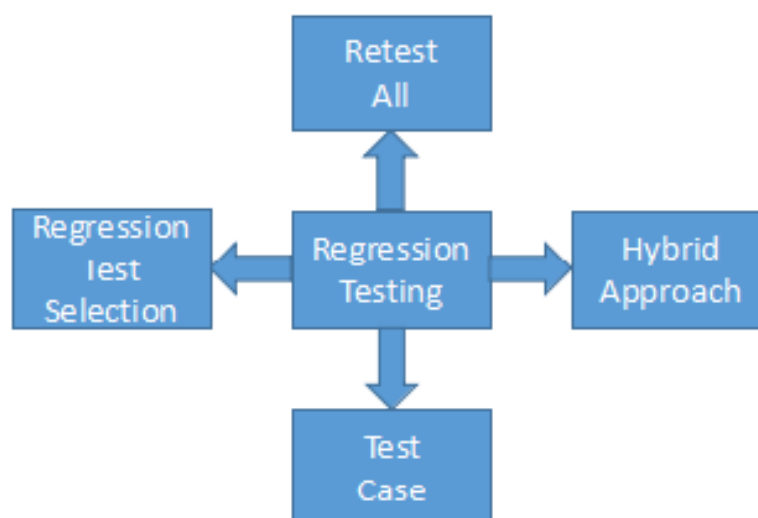 Retest
All
Regression
Test
Selection
Regression
Testing
Hybrid
Approach
Test
Case